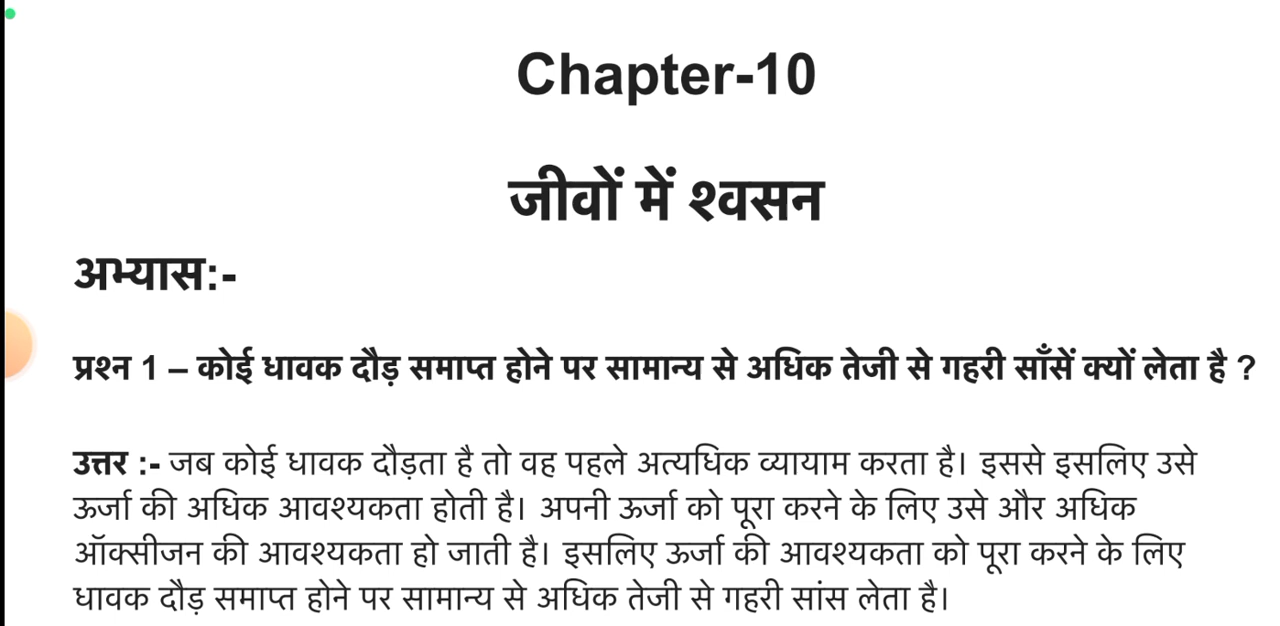 Chapter-10
जीवों में श्वसन
अभ्यास:-
प्रश्न 1 – कोई धावक दौड़ समाप्त होने पर सामान्य से अधिक तेजी से गहरी साँसें क्यों लेता है ?
उत्तर :- जब कोई धावक दौड़ता है तो वह पहले अत्यधिक व्यायाम करता है। इससे इसलिए उसे
ऊर्जा की अधिक आवश्यकता होती है। अपनी ऊर्जा को पूरा करने के लिए उसे और अधिक
ऑक्सीजन की आवश्यकता हो जाती है। इसलिए ऊर्जा की आवश्यकता को पूरा करने के लिए
धावक दौड़ समाप्त होने पर सामान्य से अधिक तेजी से गहरी सांस लेता है।